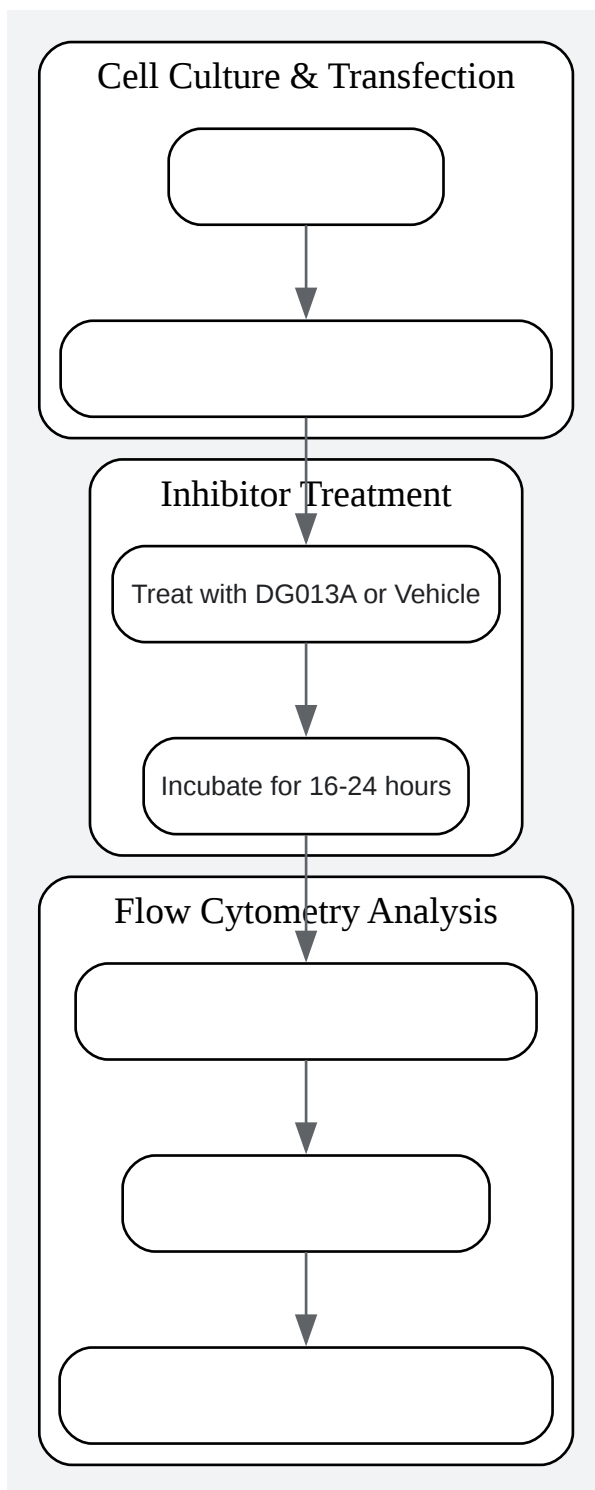 Cell Culture & Transfection
Inhibitor Treatment
Treat with DG013A or Vehicle
Incubate for 16-24 hours
Flow Cytometry Analysis